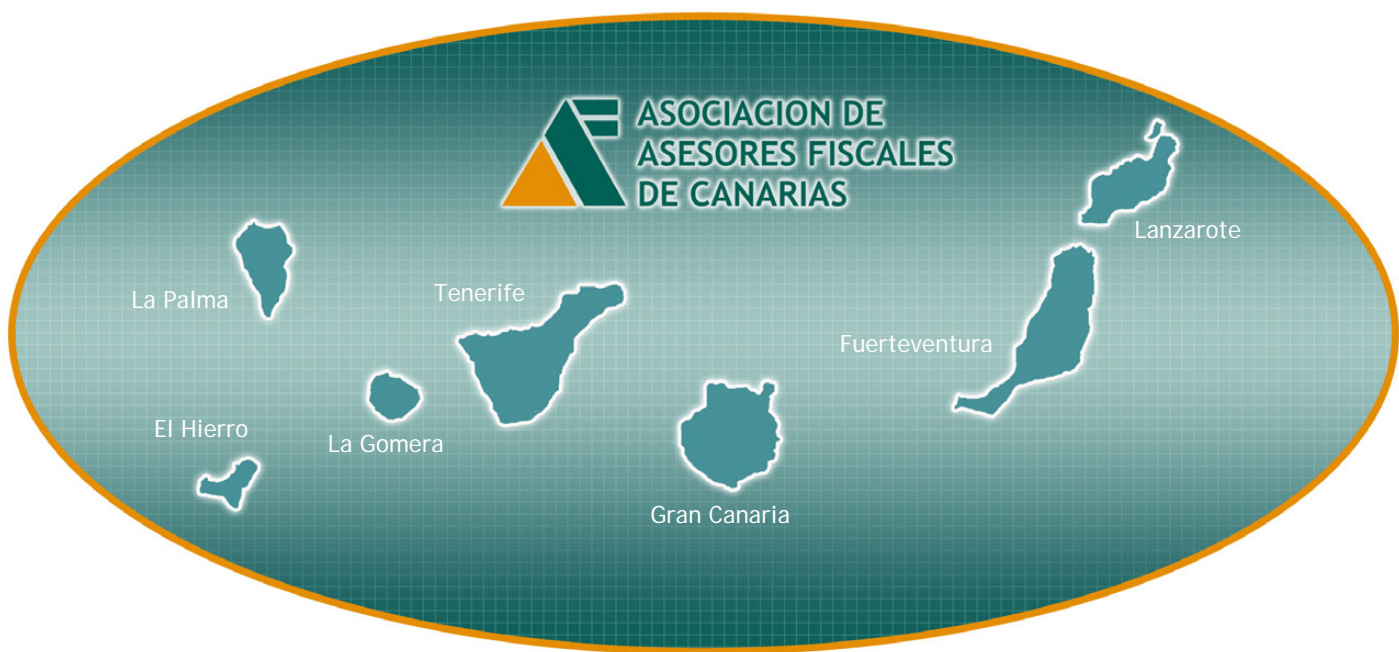 ASOCIACION DE
ASESORES FISCALES
DE CANARIAS
Lanzarote
La Palma
Tenerife
Fuerteventura
El Hierro
La Gomera
Gran Canaria